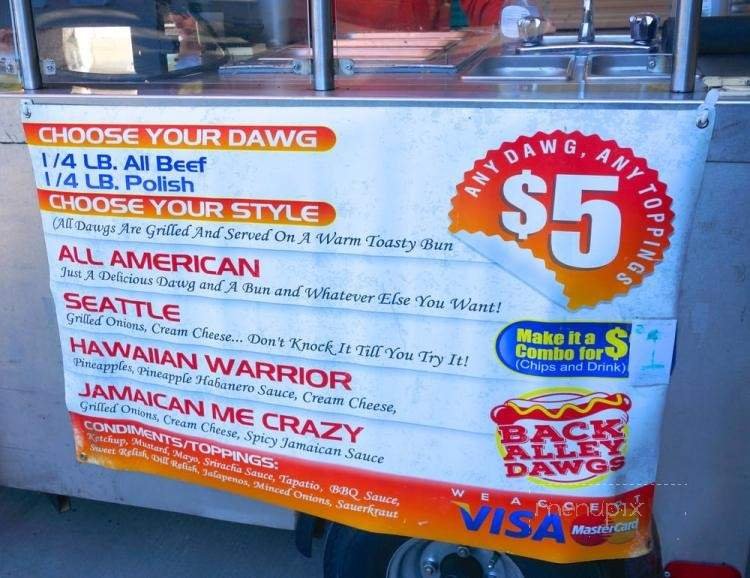 CHOOSE YOUR DAWG
1/4 LB. All Beef
1/4 LB. Polish
CHOOSE YOUR STYLE
(All Dawgs Are Grilled And Served On A Warm Toasty Bun
ALL AMERICAN
Just A Delicious Dawg and A Bun and Whatever Else You Want!
SEATTLE
Grilled Onions, Cream Cheese... Don't Knock It Till You Try It!
HAWAIIAN WARRIOR
Pineapples, Pineapple Habanero Sauce, Cream Cheese,
JAMAICAN ME CRAZY
Grilled Onions, Cream Cheese, Spicy Jamaican Sauce
CONDIMENTS/TOPPINGS:
Ketchup, Mustard, Mayo, Sriracha Sauce, Tapatio, BBQ Sauce,
Sweet Relish, Dill Relish, Jalapenos, Minced Onions, Sauerkraut
ANY DAWG, ANY TOPPINGS
$5
Make it a
Combo for $
(Chips and Drink)
BACK
ALLEY
DAWGS
WE ACCEPT
VISA MasterCard
menupix